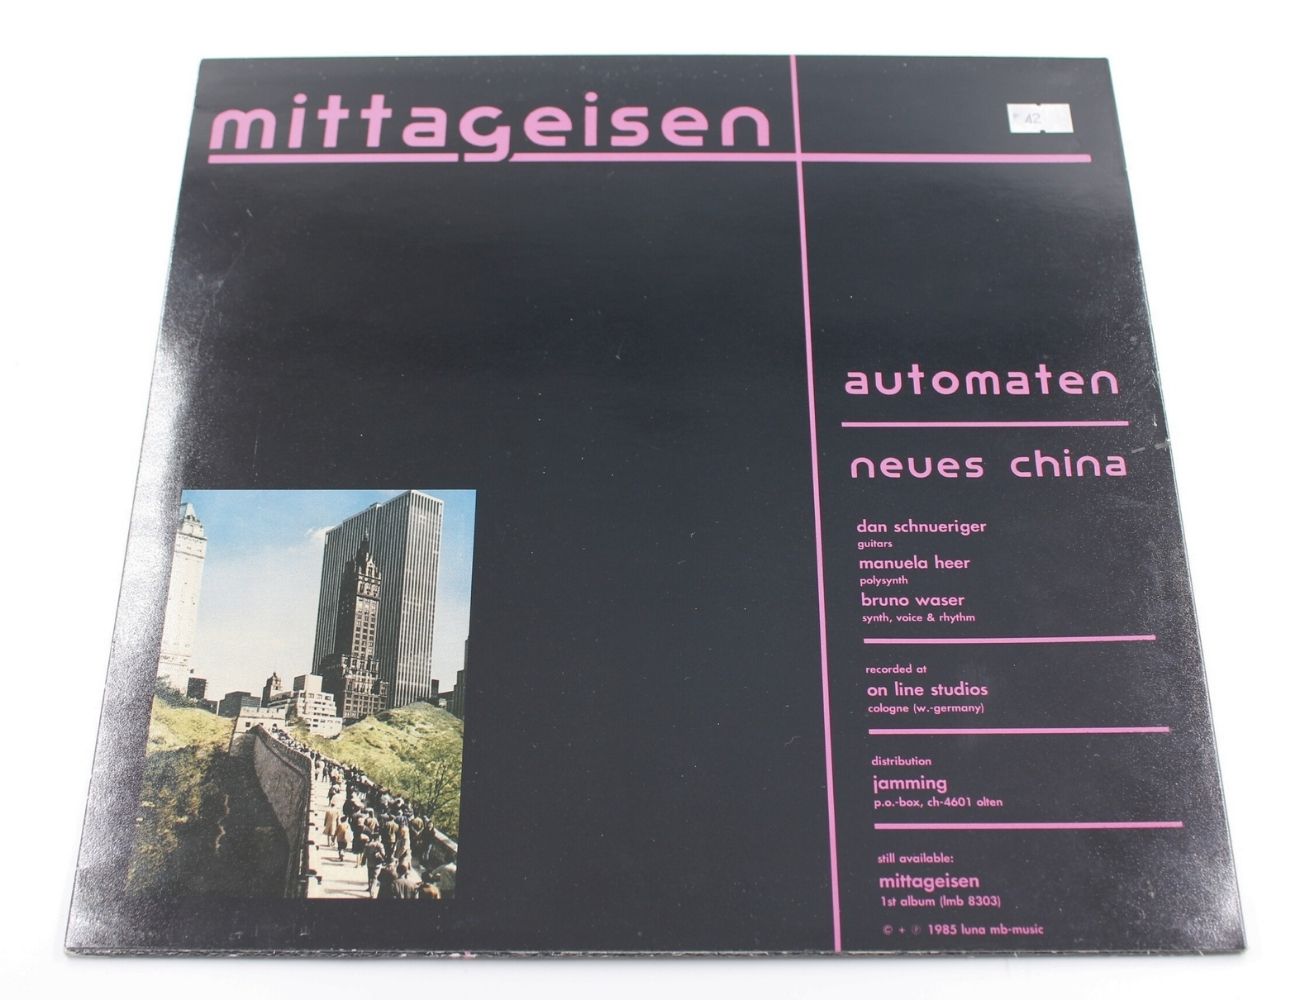 mittageisen
42
automaten
neues china
dan schnueriger
guitars
manuela heer
polysynth
bruno waser
synth, voice & rhythm
recorded at
on line studios
cologne (w.-germany)
distribution
jamming
p.o.-box, ch-4601 olten
still available:
mittageisen
1st album (lmb 8303)
© + ℗ 1985 luna mb-music